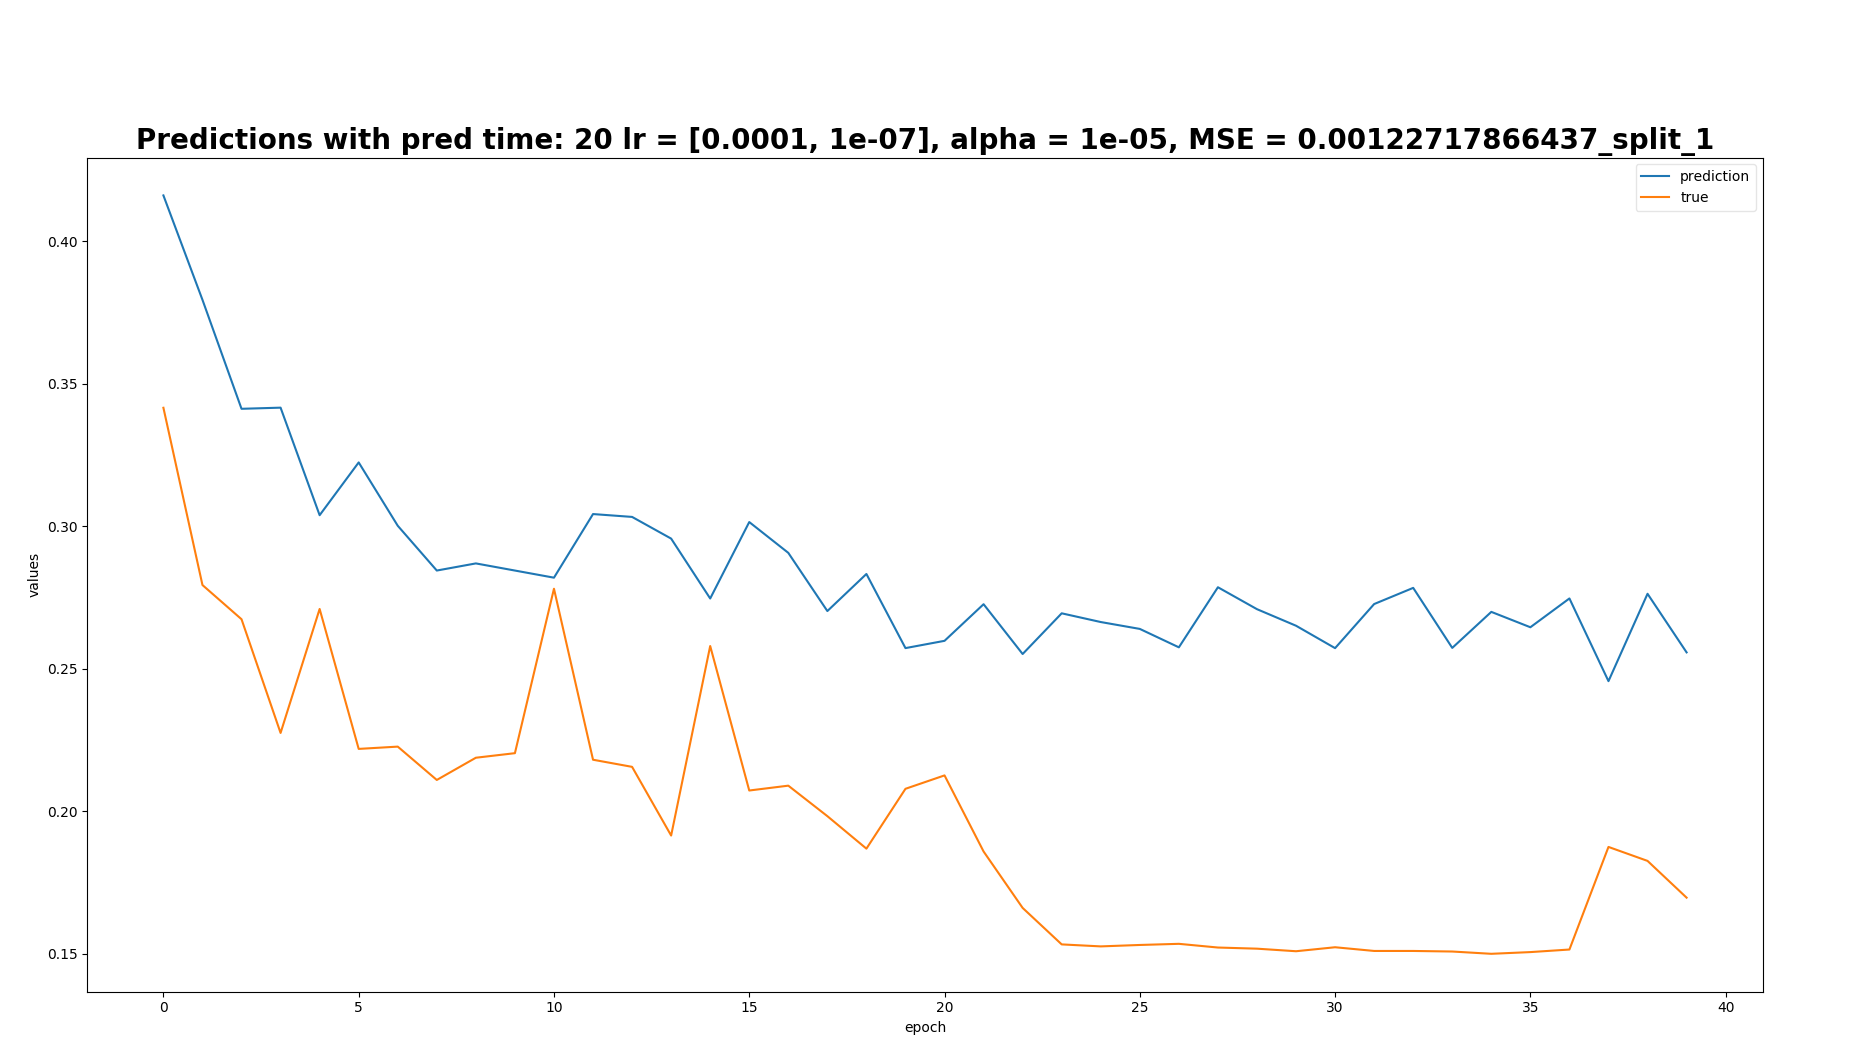 Predictions with pred time: 20 lr = [0.0001, 1e-07], alpha = 1e-05, MSE = 0.00122717866437_split_1
prediction
true
0.40
0.35
0.30
0.25
0.20
0.15
values
0 5 10 15 20 25 30 35 40
epoch